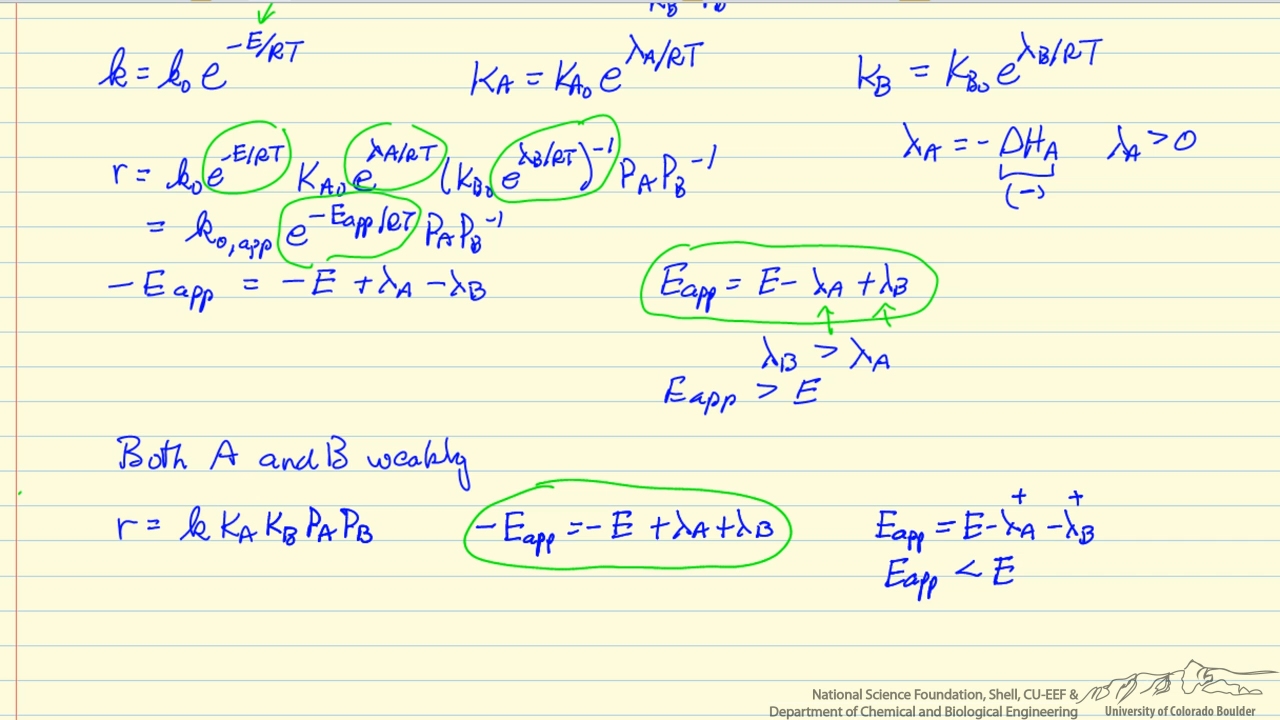 k = k₀ e^(-E/RT) K_A = K_A₀ e^(λ_A/RT) K_B = K_B₀ e^(λ_B/RT)
r = k₀ e^(-E/RT) K_A₀ e^(λ_A/RT) (K_B₀ e^(λ_B/RT))^-1 P_A P_B^-1 λ_A = -ΔH_A λ_A > 0
(-)
= k₀,app e^(-Eapp/RT) P_A P_B^-1
-E_app = -E + λ_A - λ_B E_app = E - λ_A + λ_B
λ_B > λ_A
E_app > E
Both A and B weakly
+ +
r = k K_A K_B P_A P_B -E_app = -E + λ_A + λ_B E_app = E - λ_A - λ_B
E_app < E
National Science Foundation, Shell, CU-EEF &
Department of Chemical and Biological Engineering University of Colorado Boulder